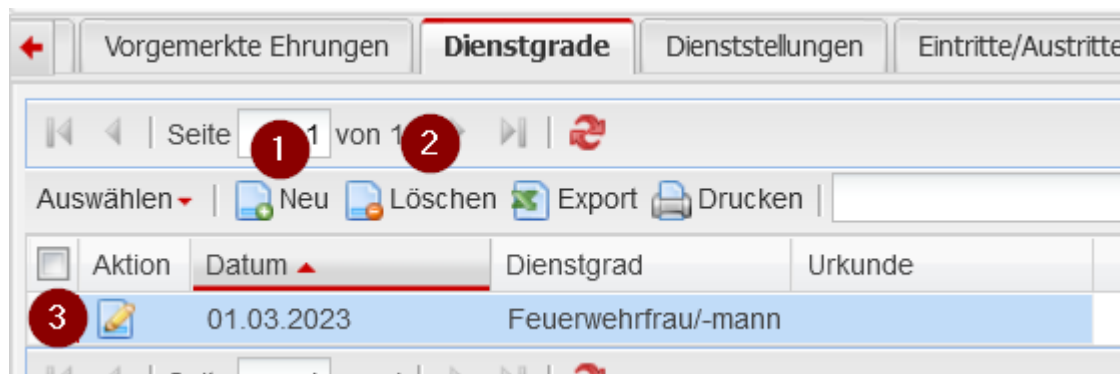 Vorgemerkte Ehrungen Dienstgrade Dienststellungen Eintritte/Austritte
Seite 1 von 1
1 2
Auswählen Neu Löschen Export Drucken
Aktion Datum Dienstgrad Urkunde
3 01.03.2023 Feuerwehrfrau/-mann